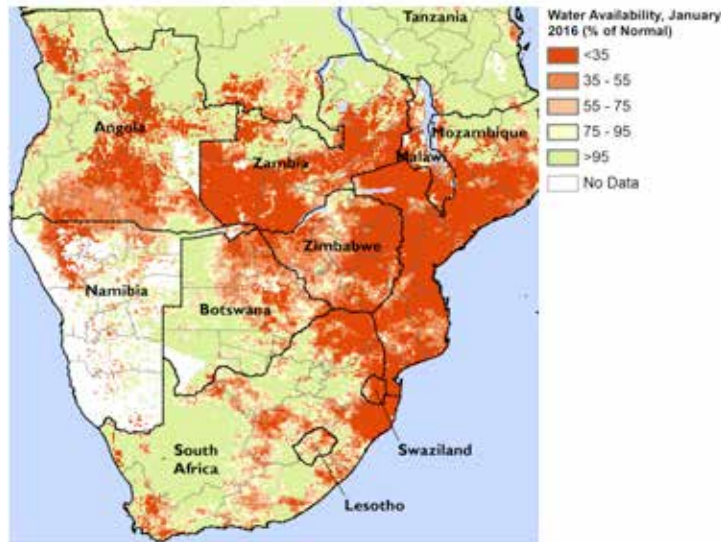 Tanzania
Angola
Zambia
Malawi
Mozambique
Zimbabwe
Namibia
Botswana
South
Africa
Swaziland
Lesotho
Water Availability, January
2016 (% of Normal)
<35
35 - 55
55 - 75
75 - 95
>95
No Data